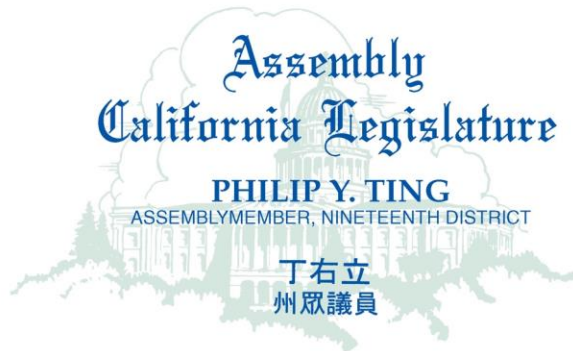 Assembly
California Legislature
PHILIP Y. TING
ASSEMBLYMEMBER, NINETEENTH DISTRICT
丁右立
州眾議員